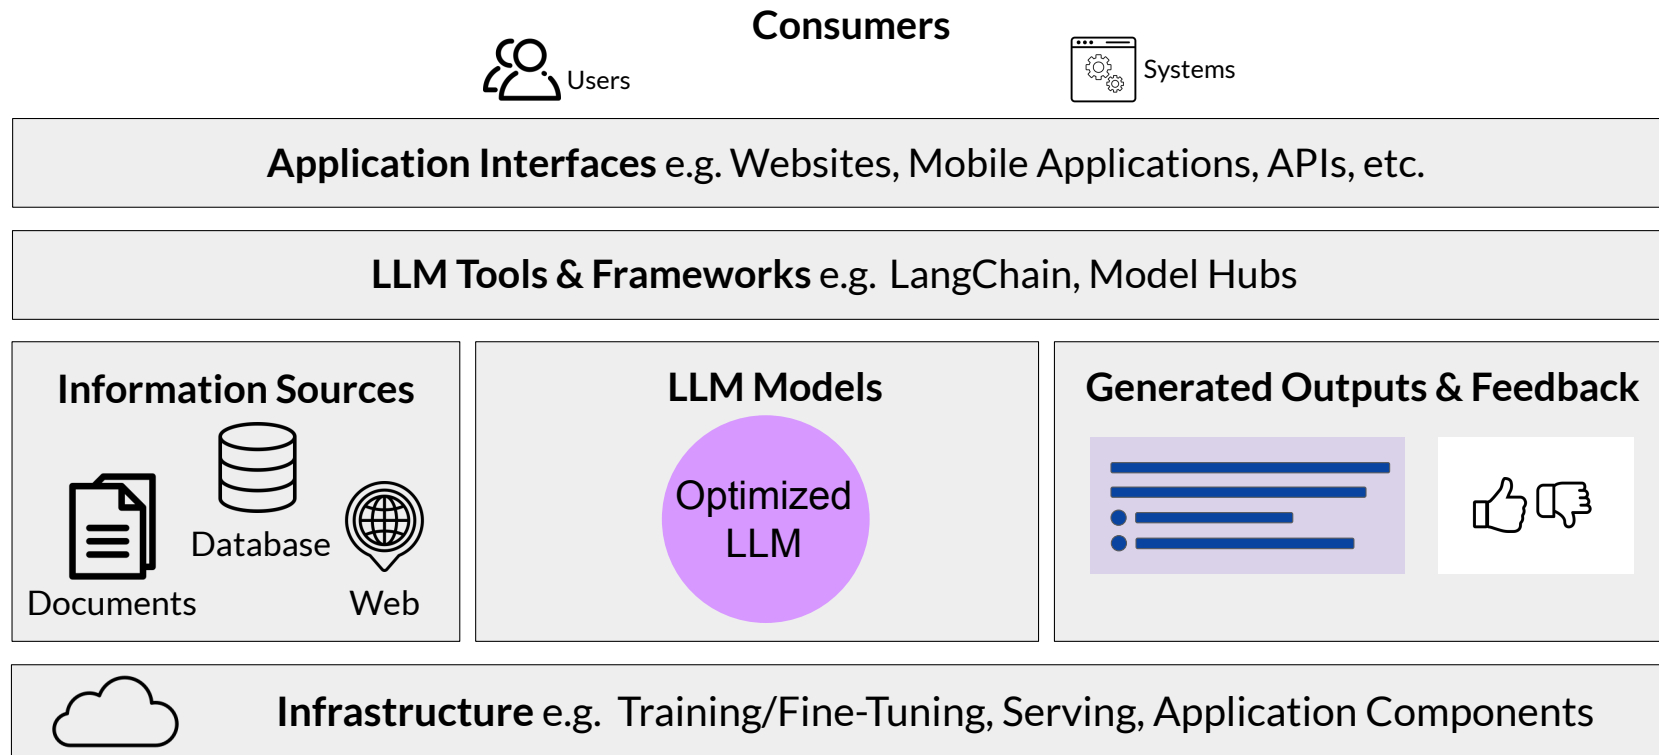 Consumers
Users
Systems
Application Interfaces e.g. Websites, Mobile Applications, APIs, etc.
LLM Tools & Frameworks e.g. LangChain, Model Hubs
Information Sources
Documents
Database
Web
LLM Models
Optimized
LLM
Generated Outputs & Feedback
Infrastructure e.g. Training/Fine-Tuning, Serving, Application Components